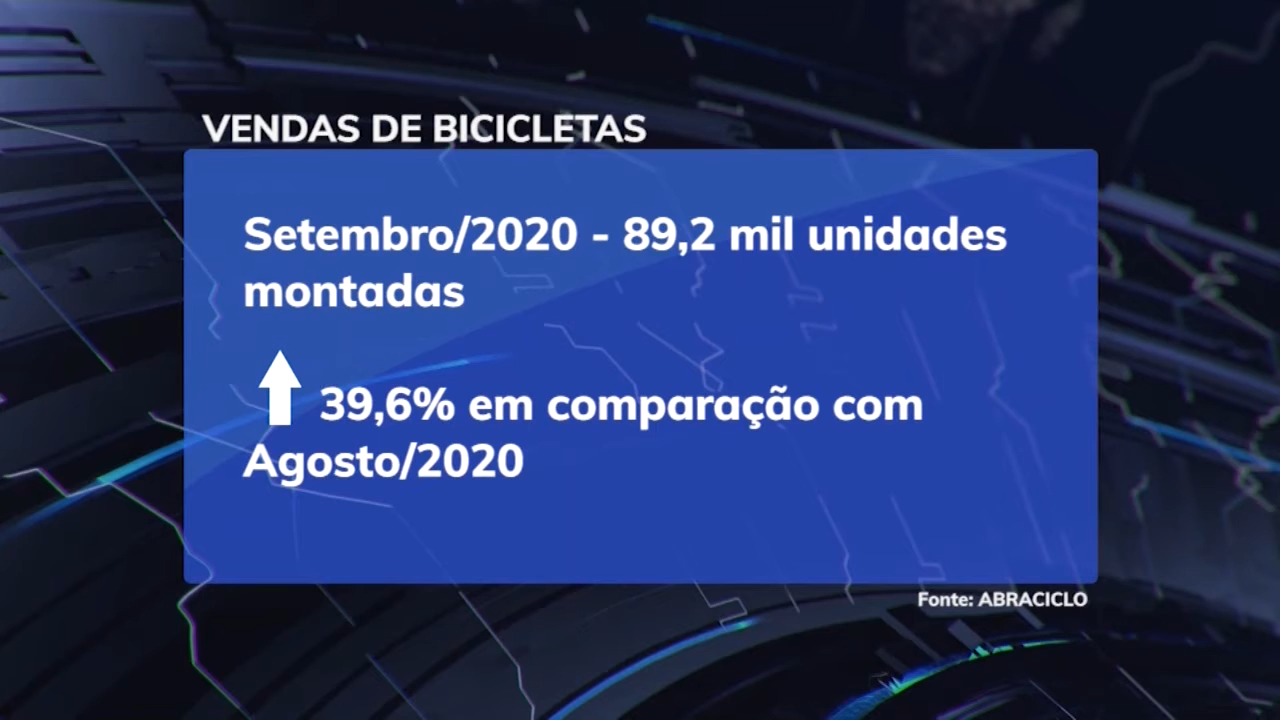 VENDAS DE BICICLETAS
Setembro/2020 - 89,2 mil unidades
montadas
39,6% em comparação com
Agosto/2020
Fonte: ABRACICLO